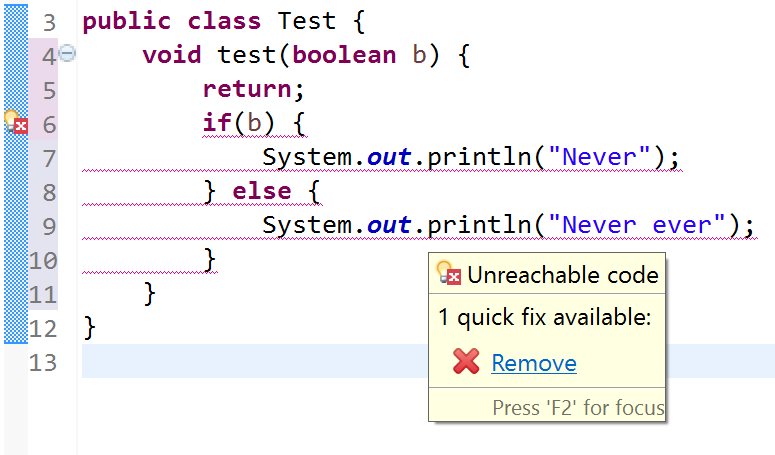 3 public class Test {
4 void test(boolean b) {
5 return;
6 if(b) {
7 System.out.println("Never");
8 } else {
9 System.out.println("Never ever");
10 }
11 }
12 }
13
Unreachable code
1 quick fix available:
Remove
Press 'F2' for focus